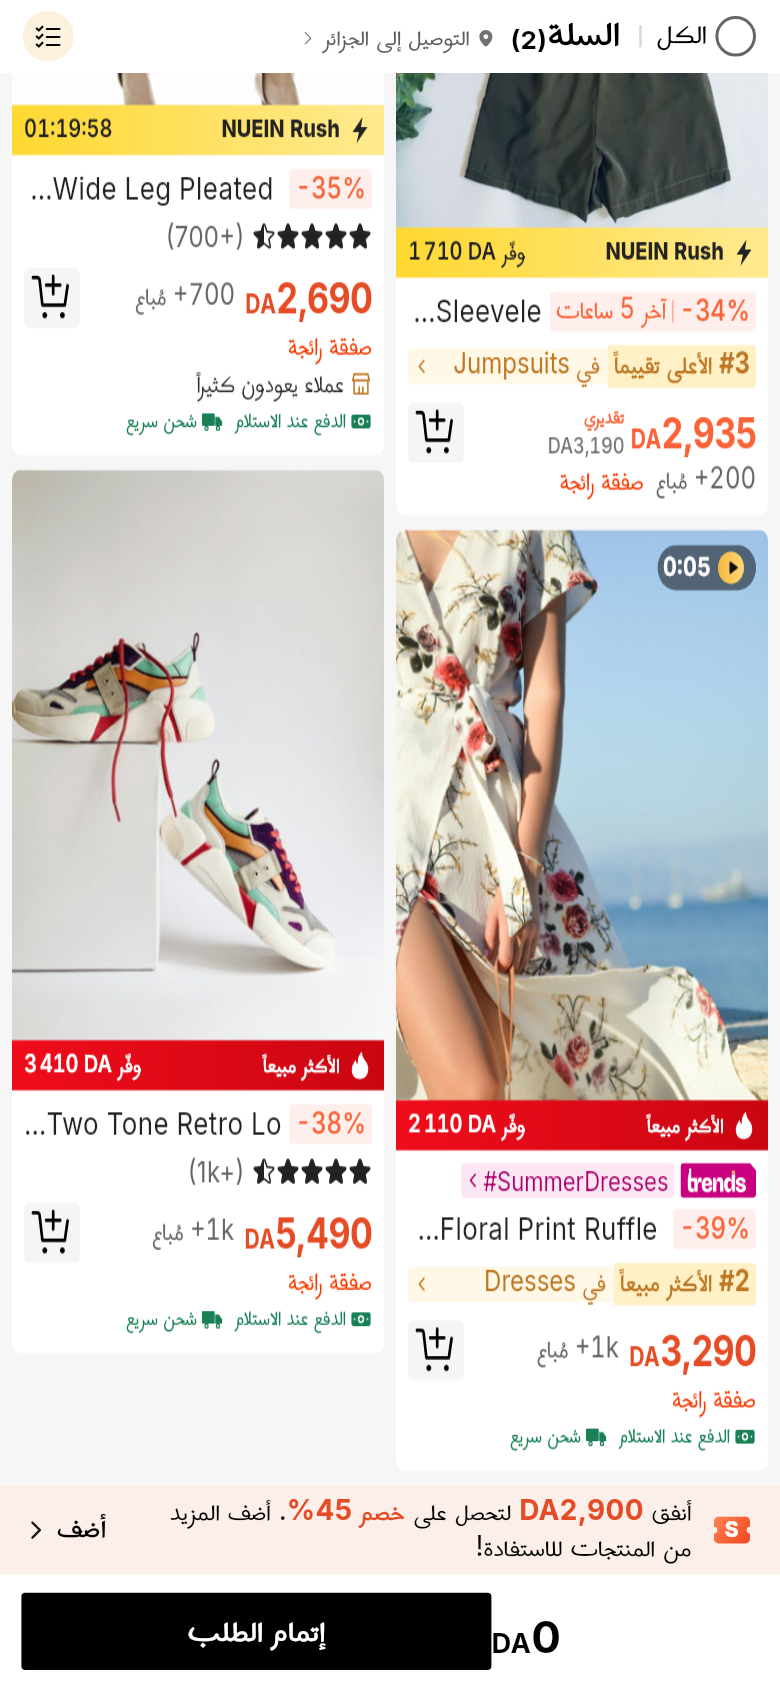 الكل
السلة(2)
التوصيل إلى الجزائر
NUEIN Rush وفّر 1710 DA
-34% | آخر 5 ساعات Sleevele...
#3 الأعلى تقييماً في Jumpsuits
DA2,935 تقديري
DA3,190
200+ مُباع صفقة رائجة
0:05
الأكثر مبيعاً وفّر 2110 DA
trends #SummerDresses
-39% Floral Print Ruffle...
#2 الأكثر مبيعاً في Dresses
DA3,290 1k+ مُباع
صفقة رائجة
الدفع عند الاستلام شحن سريع
NUEIN Rush 01:19:58
-35% Wide Leg Pleated...
(700+)
DA2,690 700+ مُباع
صفقة رائجة
عملاء يعودون كثيراً
الدفع عند الاستلام شحن سريع
الأكثر مبيعاً وفّر 3410 DA
-38% Two Tone Retro Lo...
(1k+)
DA5,490 1k+ مُباع
صفقة رائجة
الدفع عند الاستلام شحن سريع
S
أنفق DA2,900 لتحصل على خصم 45%. أضف المزيد
من المنتجات للاستفادة!
أضف
DA0
إتمام الطلب